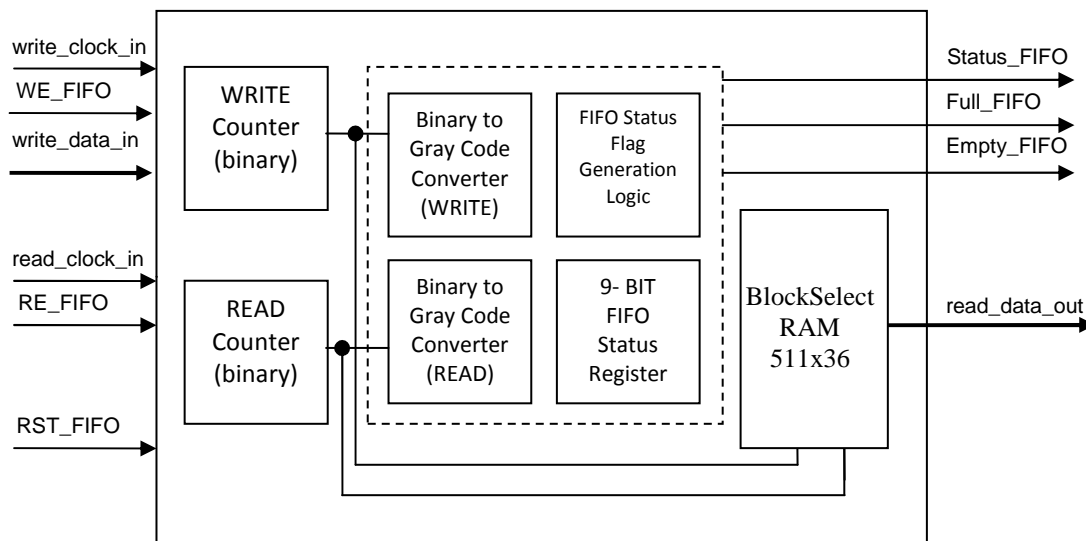 write_clock_in
WE_FIFO
write_data_in
read_clock_in
RE_FIFO
RST_FIFO
WRITE
Counter
(binary)
READ
Counter
(binary)
Binary to
Gray Code
Converter
(WRITE)
FIFO Status
Flag
Generation
Logic
Binary to
Gray Code
Converter
(READ)
9- BIT
FIFO
Status
Register
BlockSelect
RAM
511x36
Status_FIFO
Full_FIFO
Empty_FIFO
read_data_out